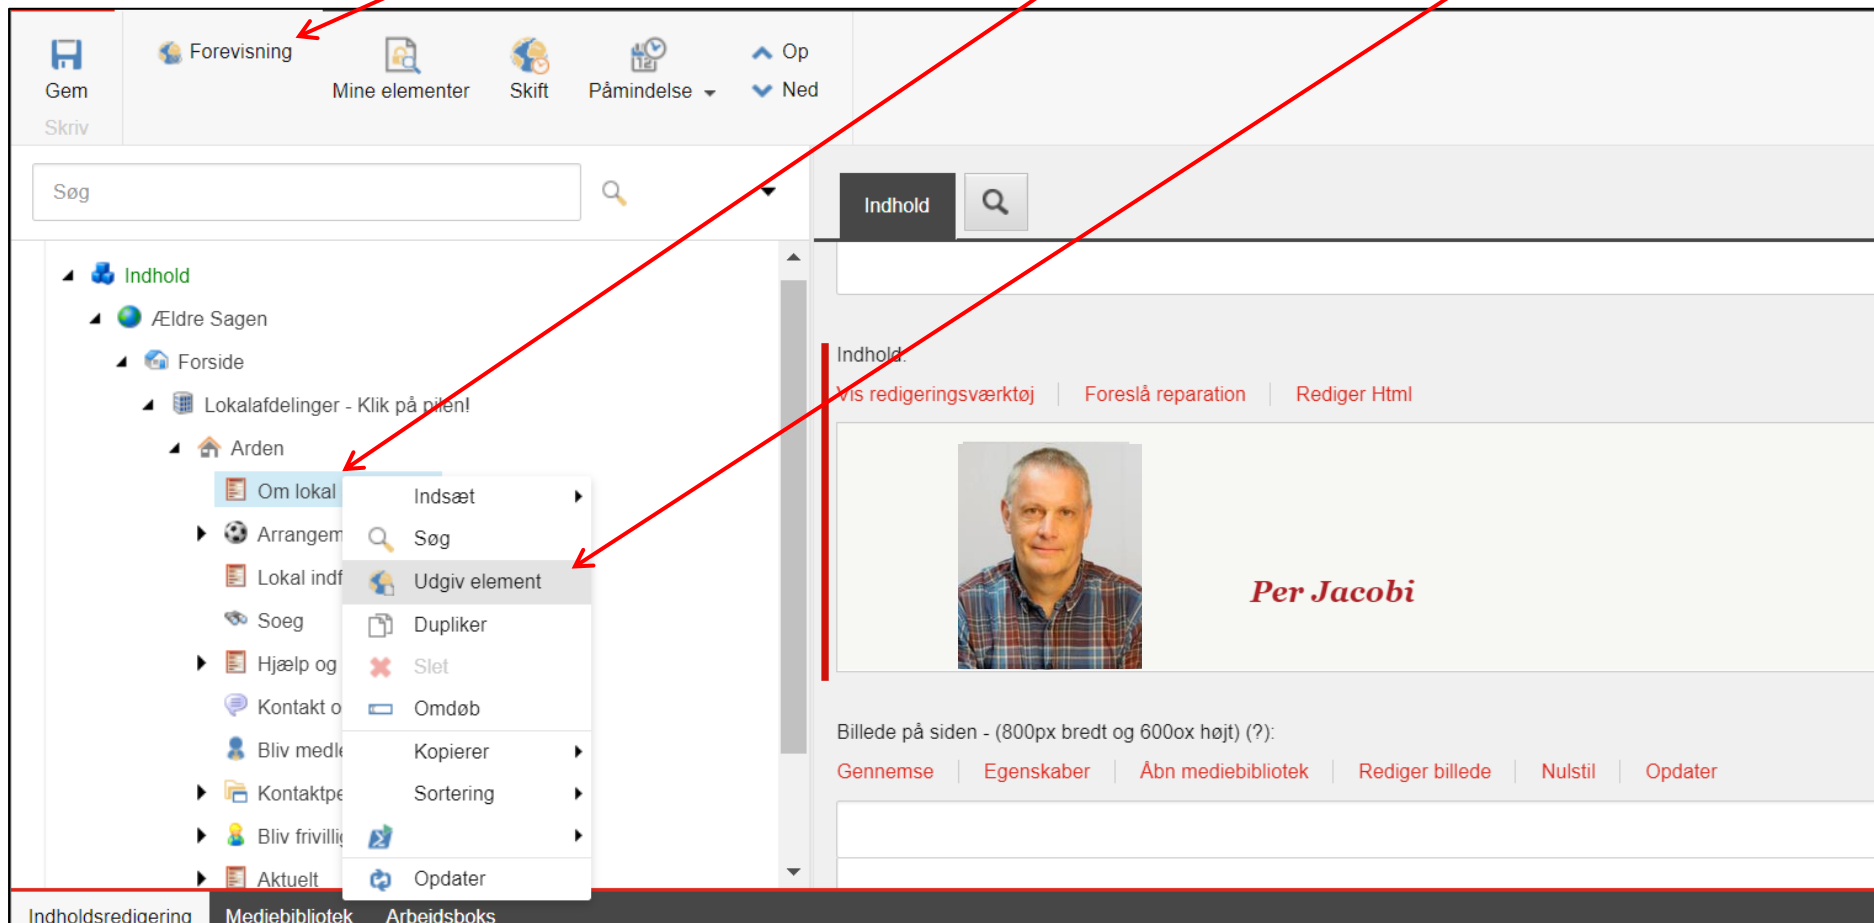 Forevisning
Op
Gem
Mine elementer
Skift
Påmindelse
Ned
Skriv
Søg
Indhold
Indhold
Ældre Sagen
Forside
Lokalafdelinger - Klik på pilen!
Arden
Om lokal
Arrangem
Lokal indf
Soeg
Hjælp og
Kontakt o
Bliv medle
Kontaktpe
Bliv frivillig
Aktuelt
Indsæt
Søg
Udgiv element
Dupliker
Slet
Omdøb
Kopierer
Sortering
Opdater
Indhold:
Vis redigeringsværktøj
Foreslå reparation
Rediger Html
Per Jacobi
Billede på siden - (800px bredt og 600ox højt) (?):
Gennemse
Egenskaber
Åbn mediebibliotek
Rediger billede
Nulstil
Opdater
Indholdsredigering
Mediebibliotek
Arbejdsboks